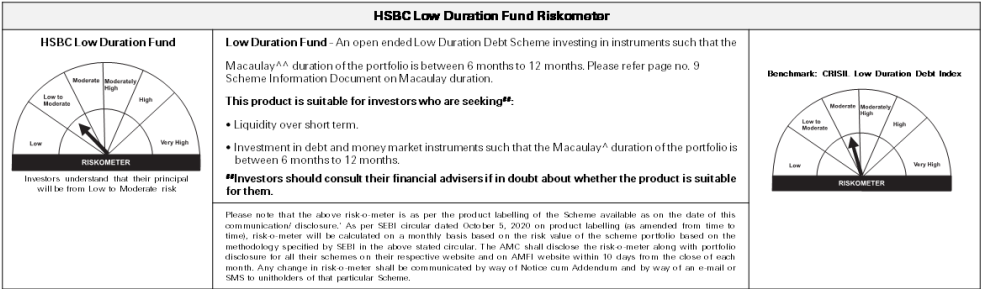 HSBC Low Duration Fund Riskometer
HSBC Low Duration Fund
Low
Low to
Moderate
Moderate
Moderately
High
High
Very High
RISKOMETER
Investors understand that their principal
will be from Low to Moderate risk
Low Duration Fund - An open ended Low Duration Debt Scheme investing in instruments such that the
Macaulay^^ duration of the portfolio is between 6 months to 12 months. Please refer page no. 9
Scheme Information Document on Macaulay duration.
This product is suitable for investors who are seeking##:
• Liquidity over short term.
• Investment in debt and money market instruments such that the Macaulay^ duration of the portfolio is
between 6 months to 12 months.
##Investors should consult their financial advisers if in doubt about whether the product is suitable
for them.
Please note that the above risk-o-meter is as per the product labelling of the Scheme available as on the date of this
communication/ disclosure.' As per SEBI circular dated October 5, 2020 on product labelling (as amended from time to
time), risk-o-meter will be calculated on a monthly basis based on the risk value of the scheme portfolio based on the
methodology specified by SEBI in the above stated circular. The AMC shall disclose the risk-o-meter along with portfolio
disclosure for all their schemes on their respective website and on AMFI website within 10 days from the close of each
month. Any change in risk-o-meter shall be communicated by way of Notice cum Addendum and by way of an e-mail or
SMS to unitholders of that particular Scheme.
Benchmark: CRISIL Low Duration Debt Index
Low
Low to
Moderate
Moderate
Moderately
High
High
Very High
RISKOMETER